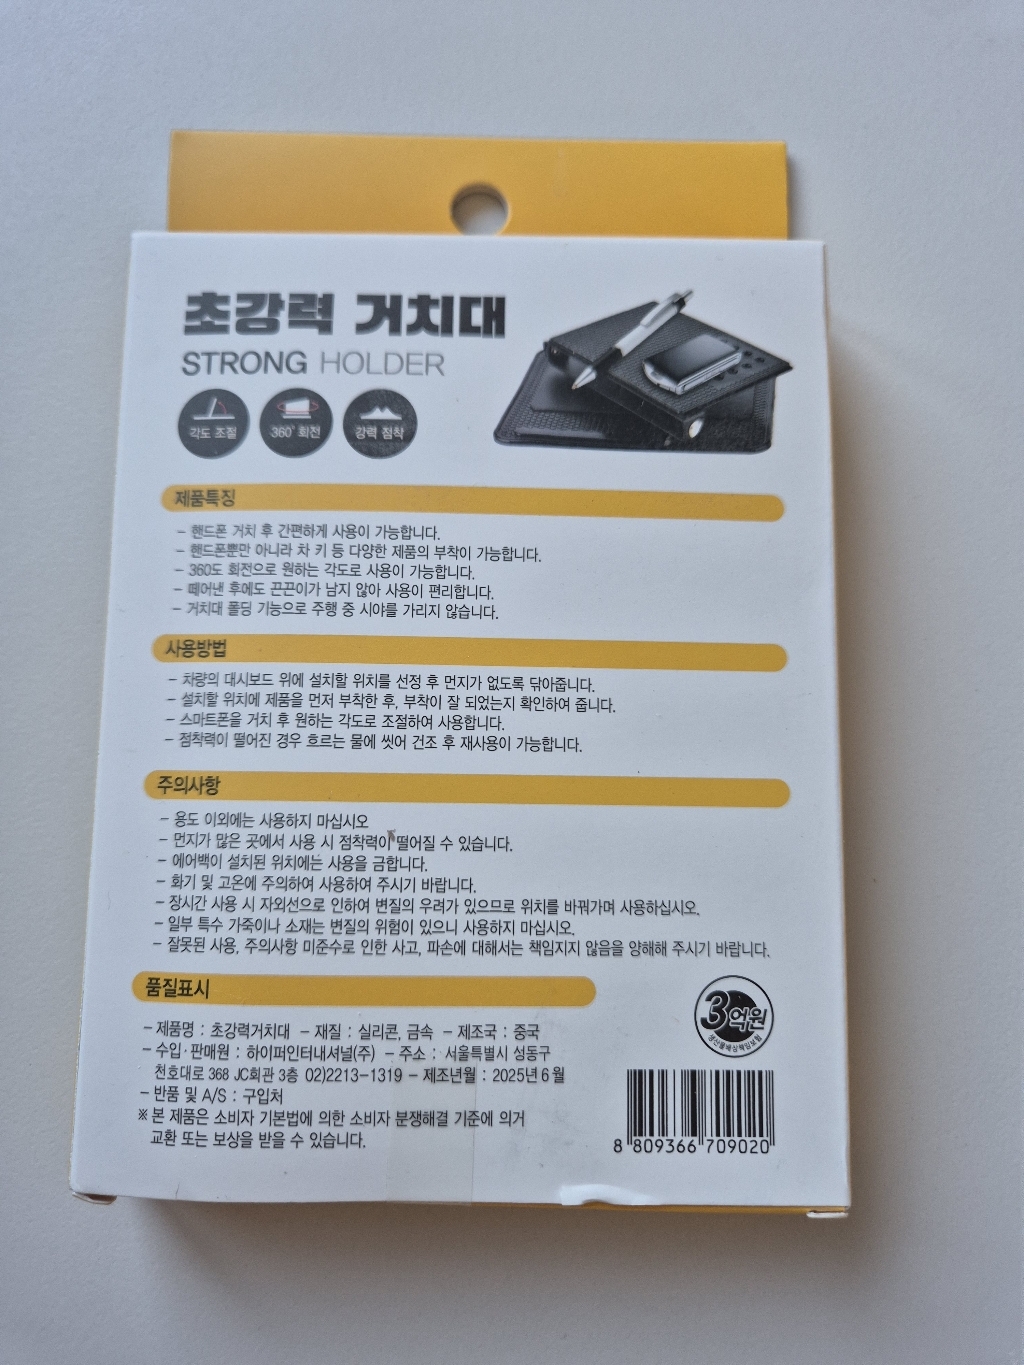 초강력 거치대
STRONG HOLDER
각도 조절
360° 회전
강력 점착
제품특징
- 핸드폰 거치 후 간편하게 사용이 가능합니다.
- 핸드폰뿐만 아니라 차 키 등 다양한 제품의 부착이 가능합니다.
- 360도 회전으로 원하는 각도로 사용이 가능합니다.
- 떼어낸 후에도 끈끈이가 남지 않아 사용이 편리합니다.
- 거치대 폴딩 기능으로 주행 중 시야를 가리지 않습니다.
사용방법
- 차량의 대시보드 위에 설치할 위치를 선정 후 먼지가 없도록 닦아줍니다.
- 설치할 위치에 제품을 먼저 부착한 후, 부착이 잘 되었는지 확인하여 줍니다.
- 스마트폰을 거치 후 원하는 각도로 조절하여 사용합니다.
- 점착력이 떨어진 경우 흐르는 물에 씻어 건조 후 재사용이 가능합니다.
주의사항
- 용도 이외에는 사용하지 마십시오
- 먼지가 많은 곳에서 사용 시 점착력이 떨어질 수 있습니다.
- 에어백이 설치된 위치에는 사용을 금합니다.
- 화기 및 고온에 주의하여 사용하여 주시기 바랍니다.
- 장시간 사용 시 자외선으로 인하여 변질의 우려가 있으므로 위치를 바꿔가며 사용하십시오.
- 일부 특수 가죽이나 소재는 변질의 위험이 있으니 사용하지 마십시오.
- 잘못된 사용, 주의사항 미준수로 인한 사고, 파손에 대해서는 책임지지 않음을 양해해 주시기 바랍니다.
품질표시
- 제품명 : 초강력거치대 - 재질 : 실리콘, 금속 - 제조국 : 중국
- 수입·판매원 : 하이퍼인터내셔널(주) - 주소 : 서울특별시 성동구
천호대로 368 JC회관 3층 02)2213-1319 - 제조년월 : 2025년 6월
- 반품 및 A/S : 구입처
※ 본 제품은 소비자 기본법에 의한 소비자 분쟁해결 기준에 의거
교환 또는 보상을 받을 수 있습니다.
3억원
생산물배상책임보험
8 809366 709020